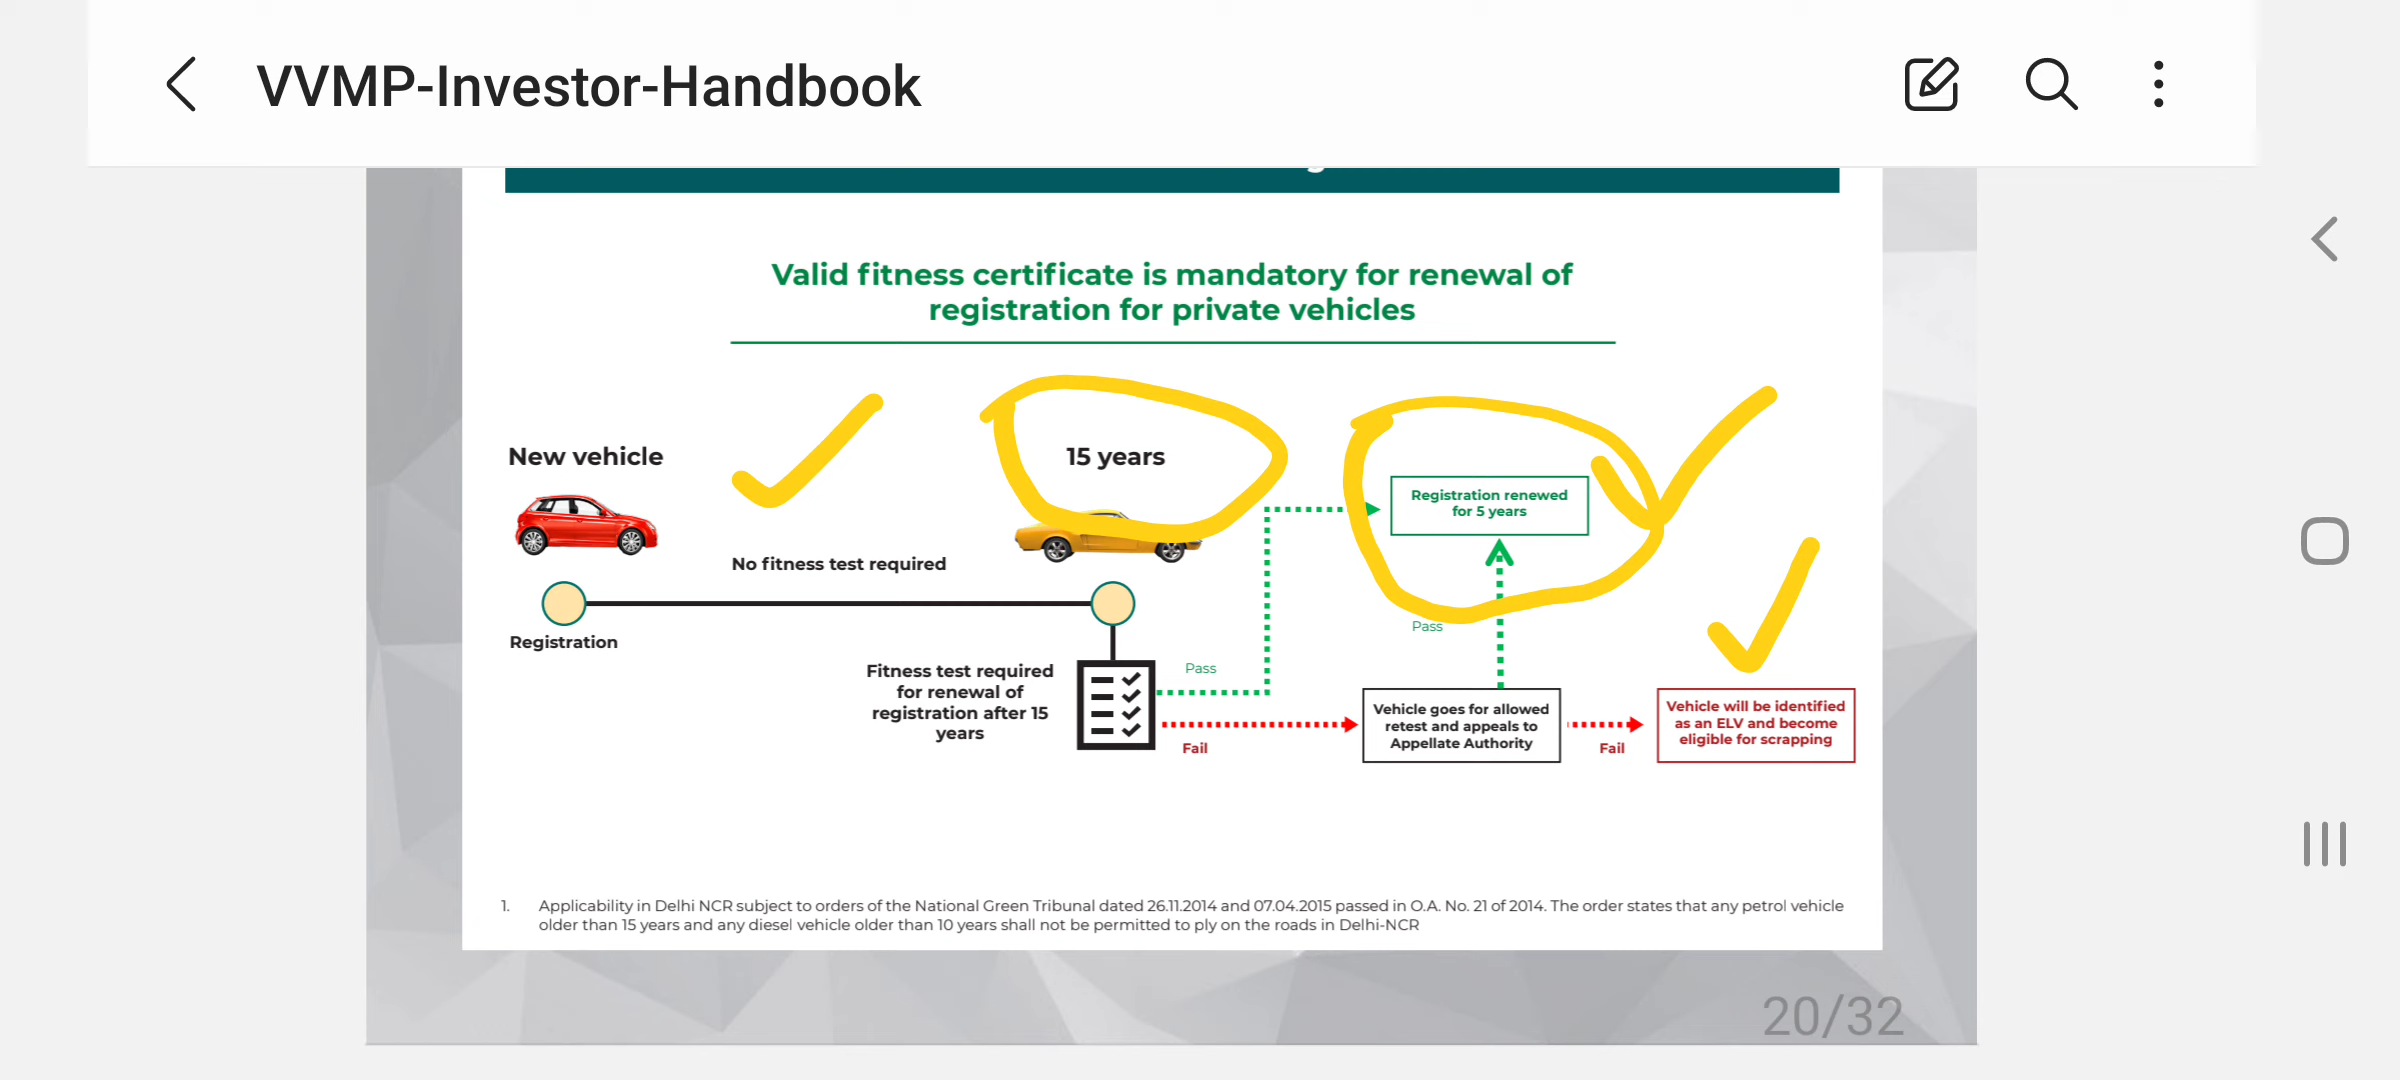 VVMP-Investor-Handbook
Valid fitness certificate is mandatory for renewal of
registration for private vehicles
New vehicle
15 years
Registration renewed
for 5 years
No fitness test required
Registration
Pass
Fitness test required
for renewal of
registration after 15
years
Pass
Fail
Vehicle goes for allowed
retest and appeals to
Appellate Authority
Fail
Vehicle will be identified
as an ELV and become
eligible for scrapping
1. Applicability in Delhi NCR subject to orders of the National Green Tribunal dated 26.11.2014 and 07.04.2015 passed in O.A. No. 21 of 2014. The order states that any petrol vehicle
older than 15 years and any diesel vehicle older than 10 years shall not be permitted to ply on the roads in Delhi-NCR
20/32